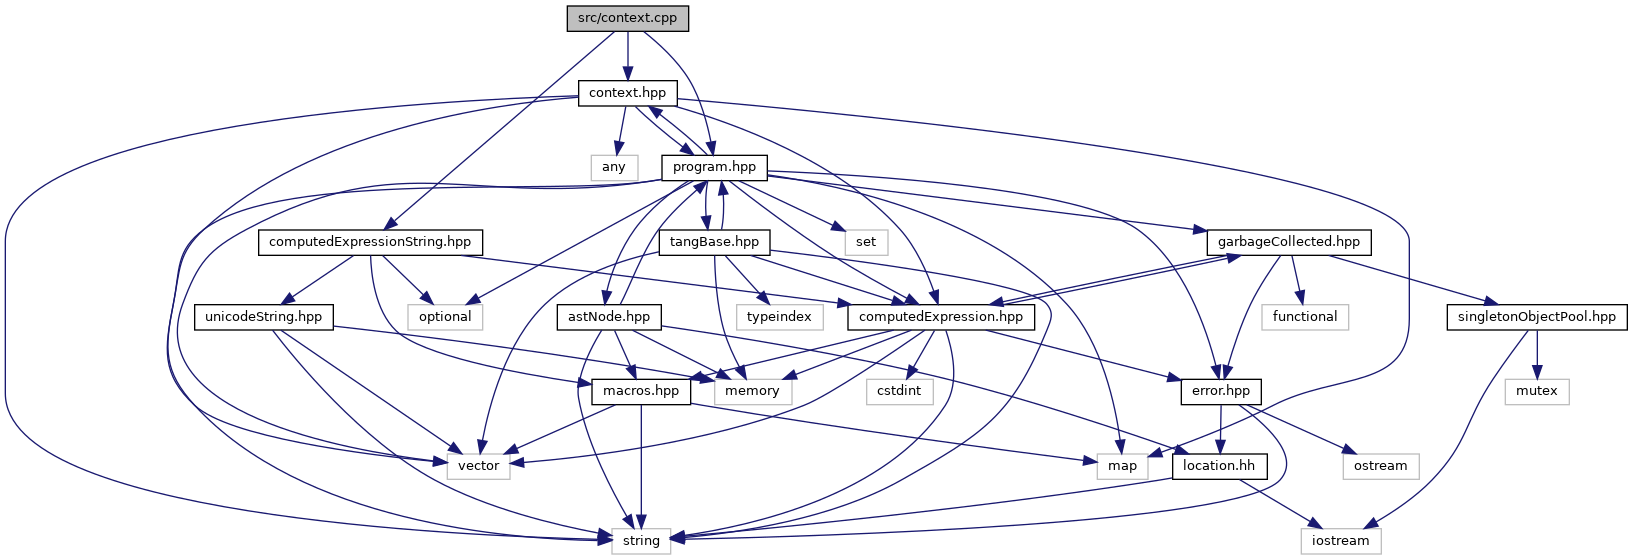 src/context.cpp
context.hpp
any
program.hpp
computedExpressionString.hpp
tangBase.hpp
set
garbageCollected.hpp
unicodeString.hpp
optional
astNode.hpp
typeindex
computedExpression.hpp
functional
singletonObjectPool.hpp
macros.hpp
memory
cstdint
error.hpp
mutex
vector
map
location.hh
ostream
string
iostream